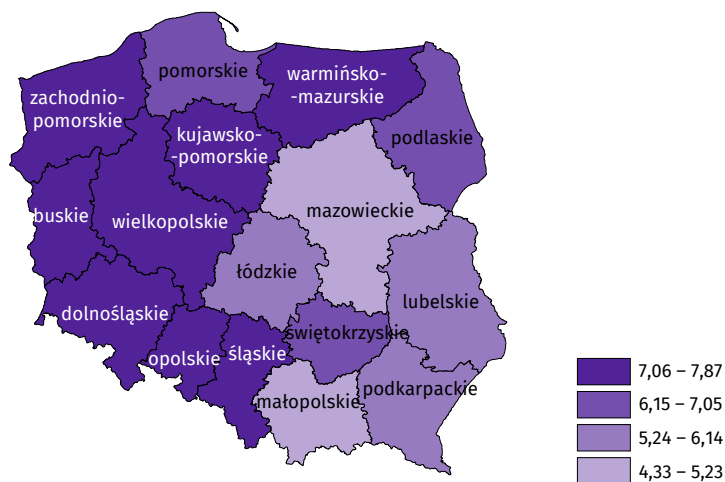 pomorskie
warmińsko-
-mazurskie
zachodnio-
pomorskie
kujawsko-
-pomorskie
podlaskie
buskie
wielkopolskie
mazowieckie
łódzkie
dolnośląskie
lubelskie
opolskie
śląskie
świętokrzyskie
małopolskie
podkarpackie
7,06 – 7,87
6,15 – 7,05
5,24 – 6,14
4,33 – 5,23